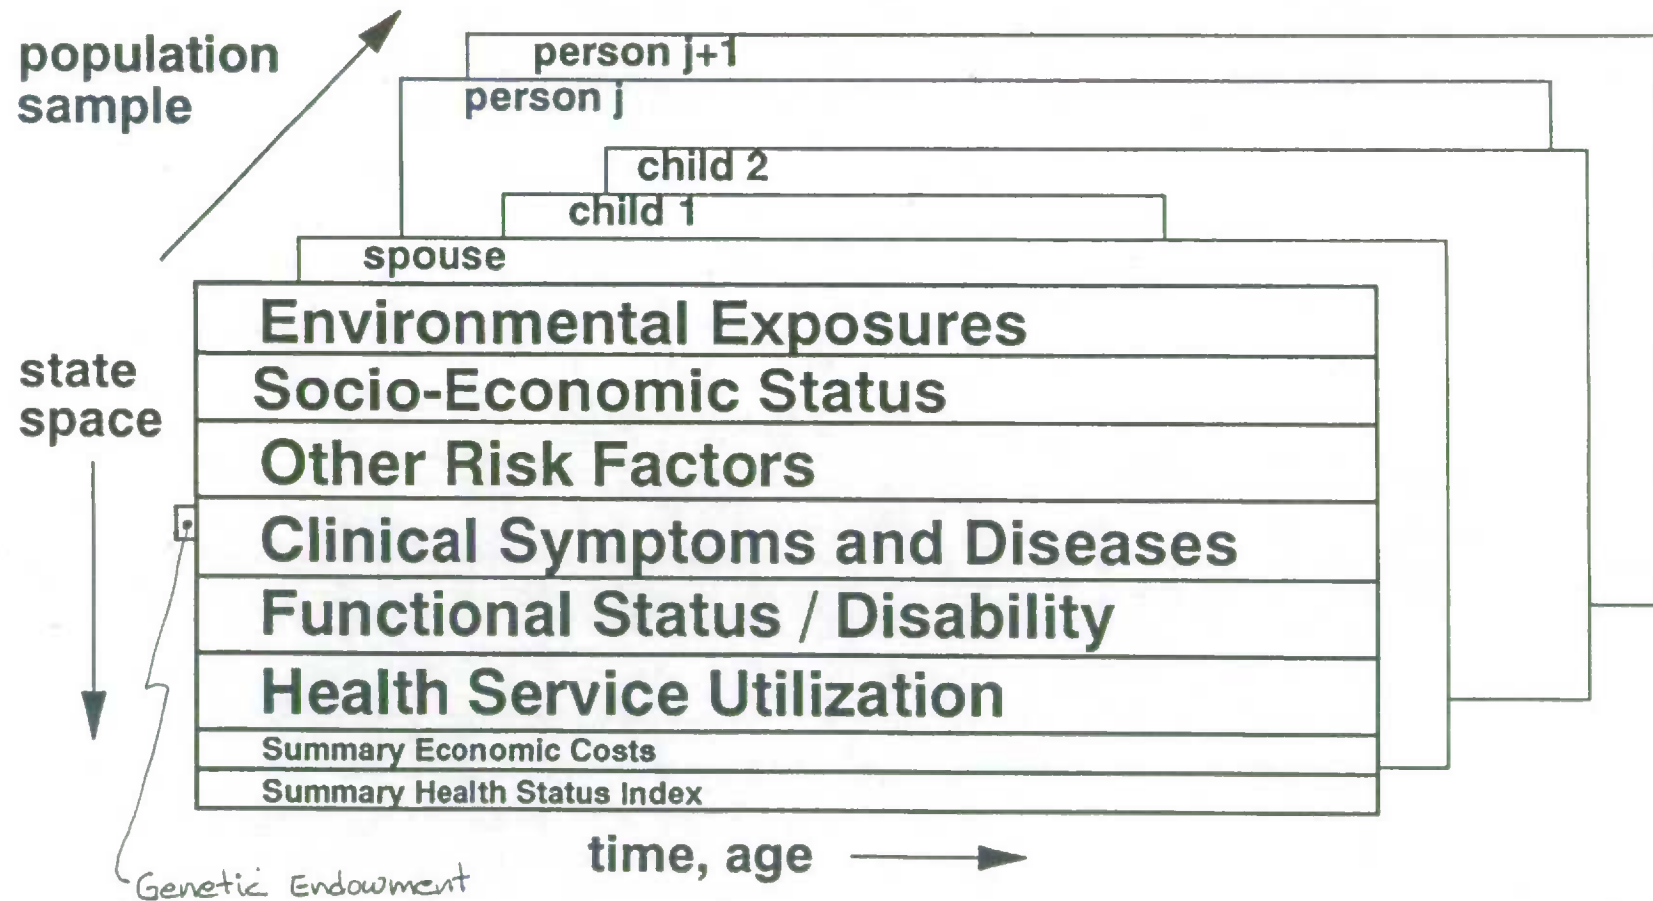 population
sample
person j+1
person j
child 2
child 1
spouse
state
space
Environmental Exposures
Socio-Economic Status
Other Risk Factors
Clinical Symptoms and Diseases
Functional Status / Disability
Health Service Utilization
Summary Economic Costs
Summary Health Status Index
time, age
Genetic Endowment